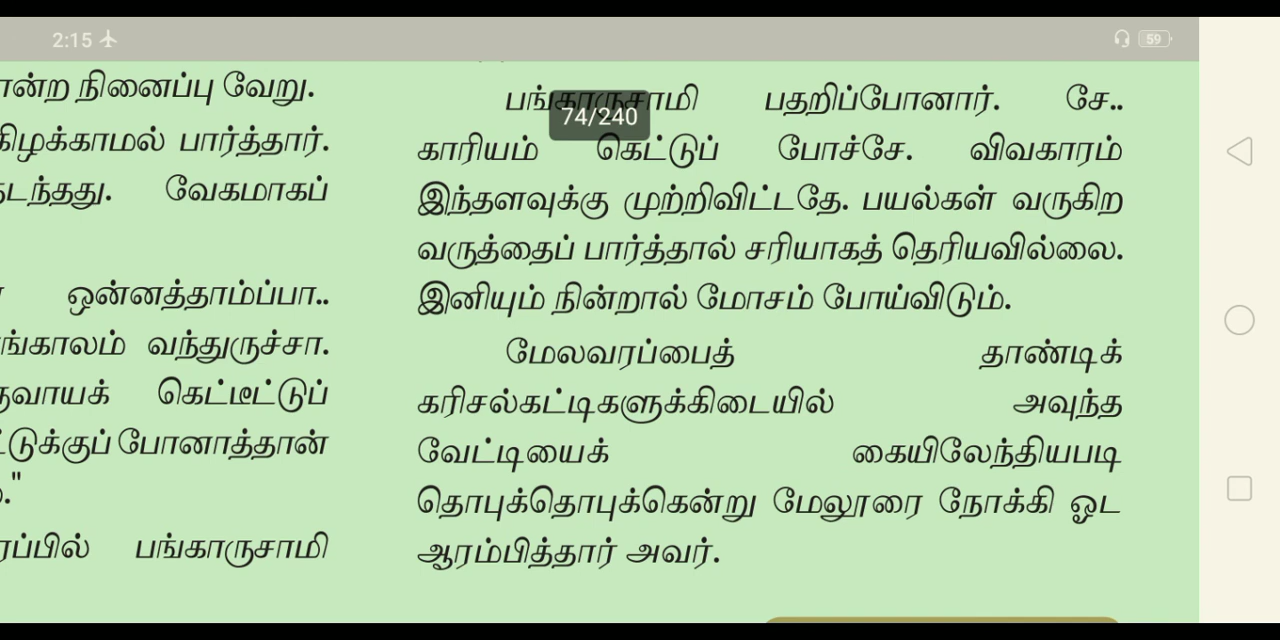 2:15
59
ான்ற நினைப்பு வேறு.
கிழக்காமல் பார்த்தார்.
டந்தது. வேகமாகப்
ஒன்னத்தாம்ப்பா..
ங்காலம் வந்துருச்சா.
வாயக் கெட்டீட்டுப்
ட்டுக்குப் போனாத்தான்
."
ரப்பில் பங்காருசாமி
74/240
பங்காருசாமி பதறிப்போனார். சே..
காரியம் கெட்டுப் போச்சே. விவகாரம்
இந்தளவுக்கு முற்றிவிட்டதே. பயல்கள் வருகிற
வருத்தைப் பார்த்தால் சரியாகத் தெரியவில்லை.
இனியும் நின்றால் மோசம் போய்விடும்.
மேலவரப்பைத் தாண்டிக்
கரிசல்கட்டிகளுக்கிடையில் அவுந்த
வேட்டியைக் கையிலேந்தியபடி
தொபுக்தொபுக்கென்று மேலூரை நோக்கி ஓட
ஆரம்பித்தார் அவர்.